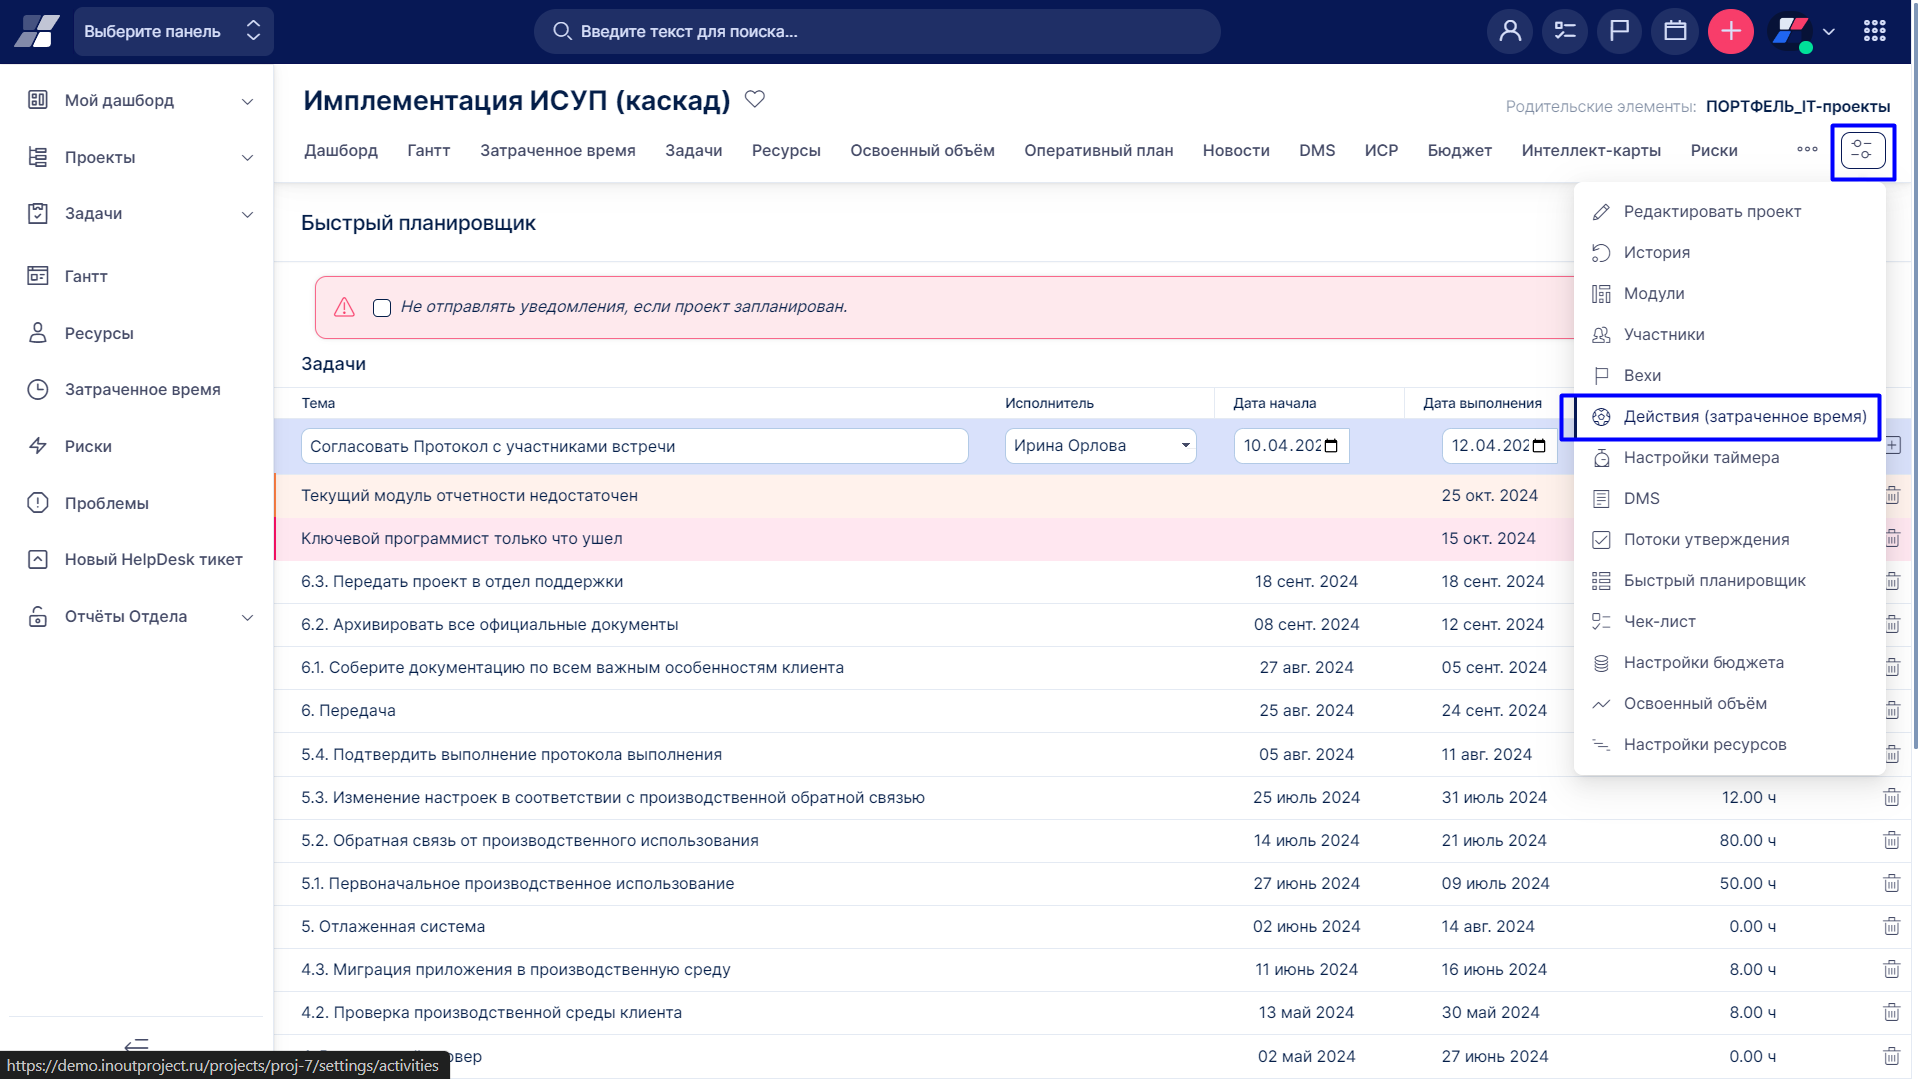 Выберите панель
Введите текст для поиска...
Мой дашборд
Проекты
Задачи
Гантт
Ресурсы
Затраченное время
Риски
Проблемы
Новый HelpDesk тикет
Отчёты Отдела
Имплементация ИСУП (каскад)
Родительские элементы: ПОРТФЕЛЬ_IT-проекты
Дашборд Гантт Затраченное время Задачи Ресурсы Освоенный объём Оперативный план Новости DMS ИСР Бюджет Интеллект-карты Риски
Быстрый планировщик
Не отправлять уведомления, если проект запланирован.
Задачи
Тема Исполнитель Дата начала Дата выполнения
Согласовать Протокол с участниками встречи Ирина Орлова 10.04.202 12.04.202
Текущий модуль отчетности недостаточен 25 окт. 2024
Ключевой программист только что ушел 15 окт. 2024
6.3. Передать проект в отдел поддержки 18 сент. 2024 18 сент. 2024
6.2. Архивировать все официальные документы 08 сент. 2024 12 сент. 2024
6.1. Соберите документацию по всем важным особенностям клиента 27 авг. 2024 05 сент. 2024
6. Передача 25 авг. 2024 24 сент. 2024
5.4. Подтвердить выполнение протокола выполнения 05 авг. 2024 11 авг. 2024
5.3. Изменение настроек в соответствии с производственной обратной связью 25 июль 2024 31 июль 2024 12.00 ч
5.2. Обратная связь от производственного использования 14 июль 2024 21 июль 2024 80.00 ч
5.1. Первоначальное производственное использование 27 июнь 2024 09 июль 2024 50.00 ч
5. Отлаженная система 02 июнь 2024 14 авг. 2024 0.00 ч
4.3. Миграция приложения в производственную среду 11 июнь 2024 16 июнь 2024 8.00 ч
4.2. Проверка производственной среды клиента 13 май 2024 30 май 2024 8.00 ч
овер 02 май 2024 27 июнь 2024 0.00 ч
Редактировать проект
История
Модули
Участники
Вехи
Действия (затраченное время)
Настройки таймера
DMS
Потоки утверждения
Быстрый планировщик
Чек-лист
Настройки бюджета
Освоенный объём
Настройки ресурсов
https://demo.inoutproject.ru/projects/proj-7/settings/activities